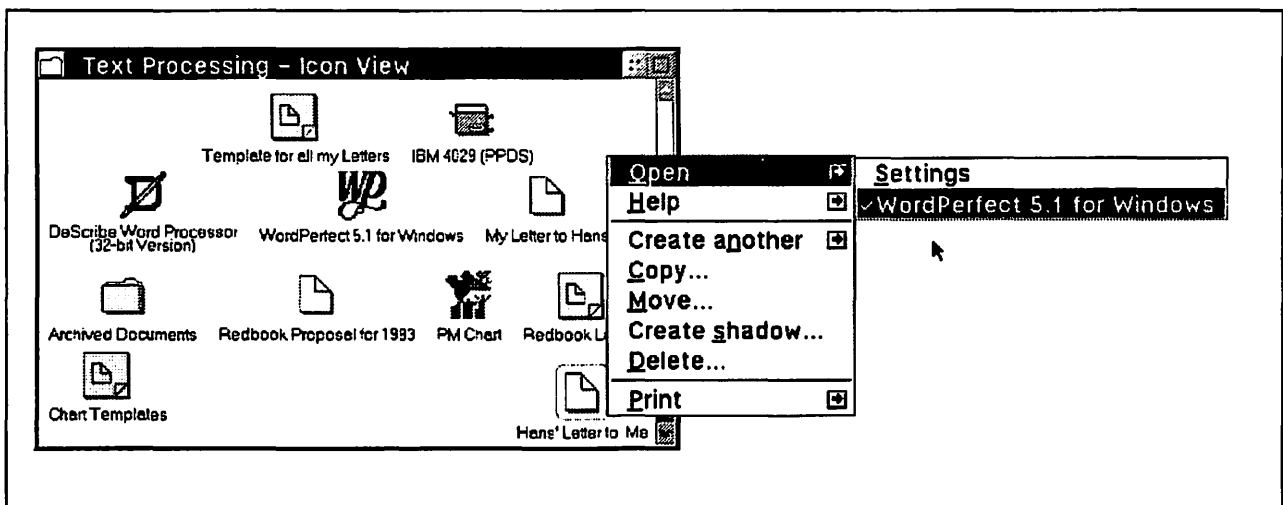 Text Processing - Icon View
Template for all my Letters
IBM 4029 (PPDS)
DeScribe Word Processor
(32-bit Version)
WordPerfect 5.1 for Windows
My Letter to Hans
Archived Documents
Redbook Proposal for 1993
PM Chart
Redbook
Chart Templates
Hans' Letter to Me
Open
Help
Create another
Copy...
Move...
Create shadow...
Delete...
Print
Settings
✓WordPerfect 5.1 for Windows